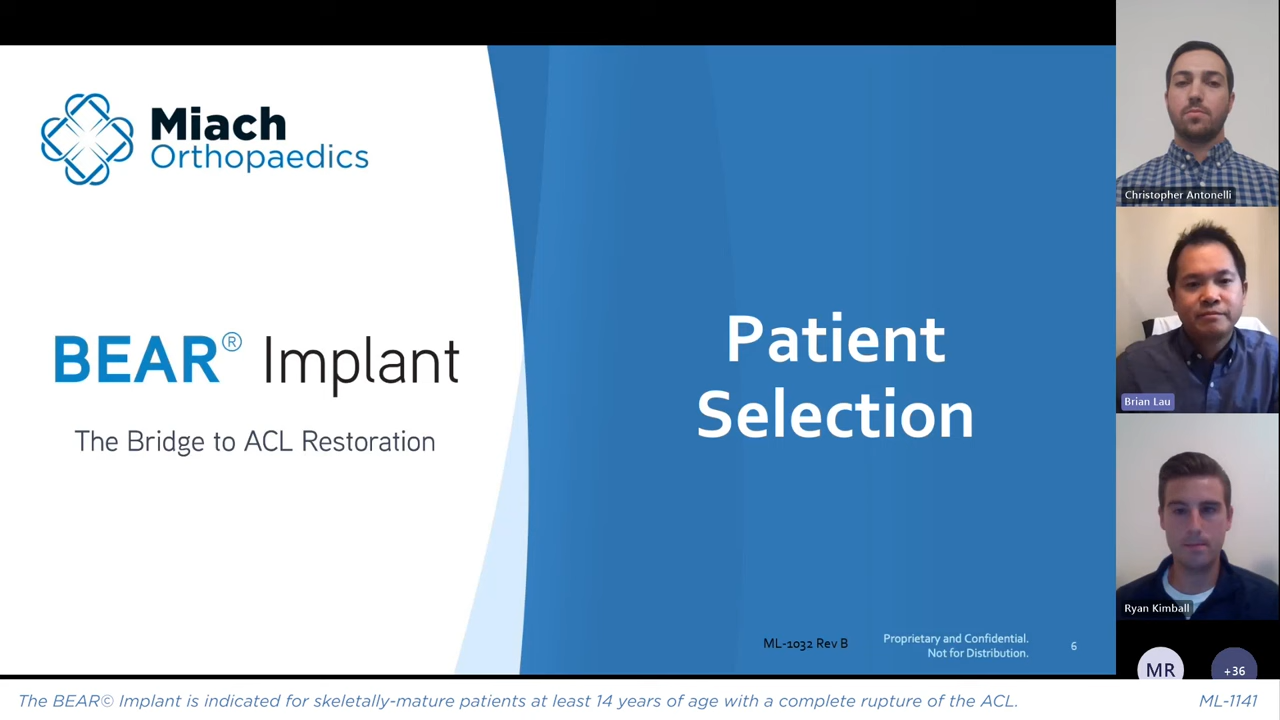 Miach
Orthopaedics
BEAR® Implant
The Bridge to ACL Restoration
Patient
Selection
ML-1032 Rev B
Proprietary and Confidential.
Not for Distribution.
6
Christopher Antonelli
Brian Lau
Ryan Kimball
MR
+36
The BEAR© Implant is indicated for skeletally-mature patients at least 14 years of age with a complete rupture of the ACL.
ML-1141